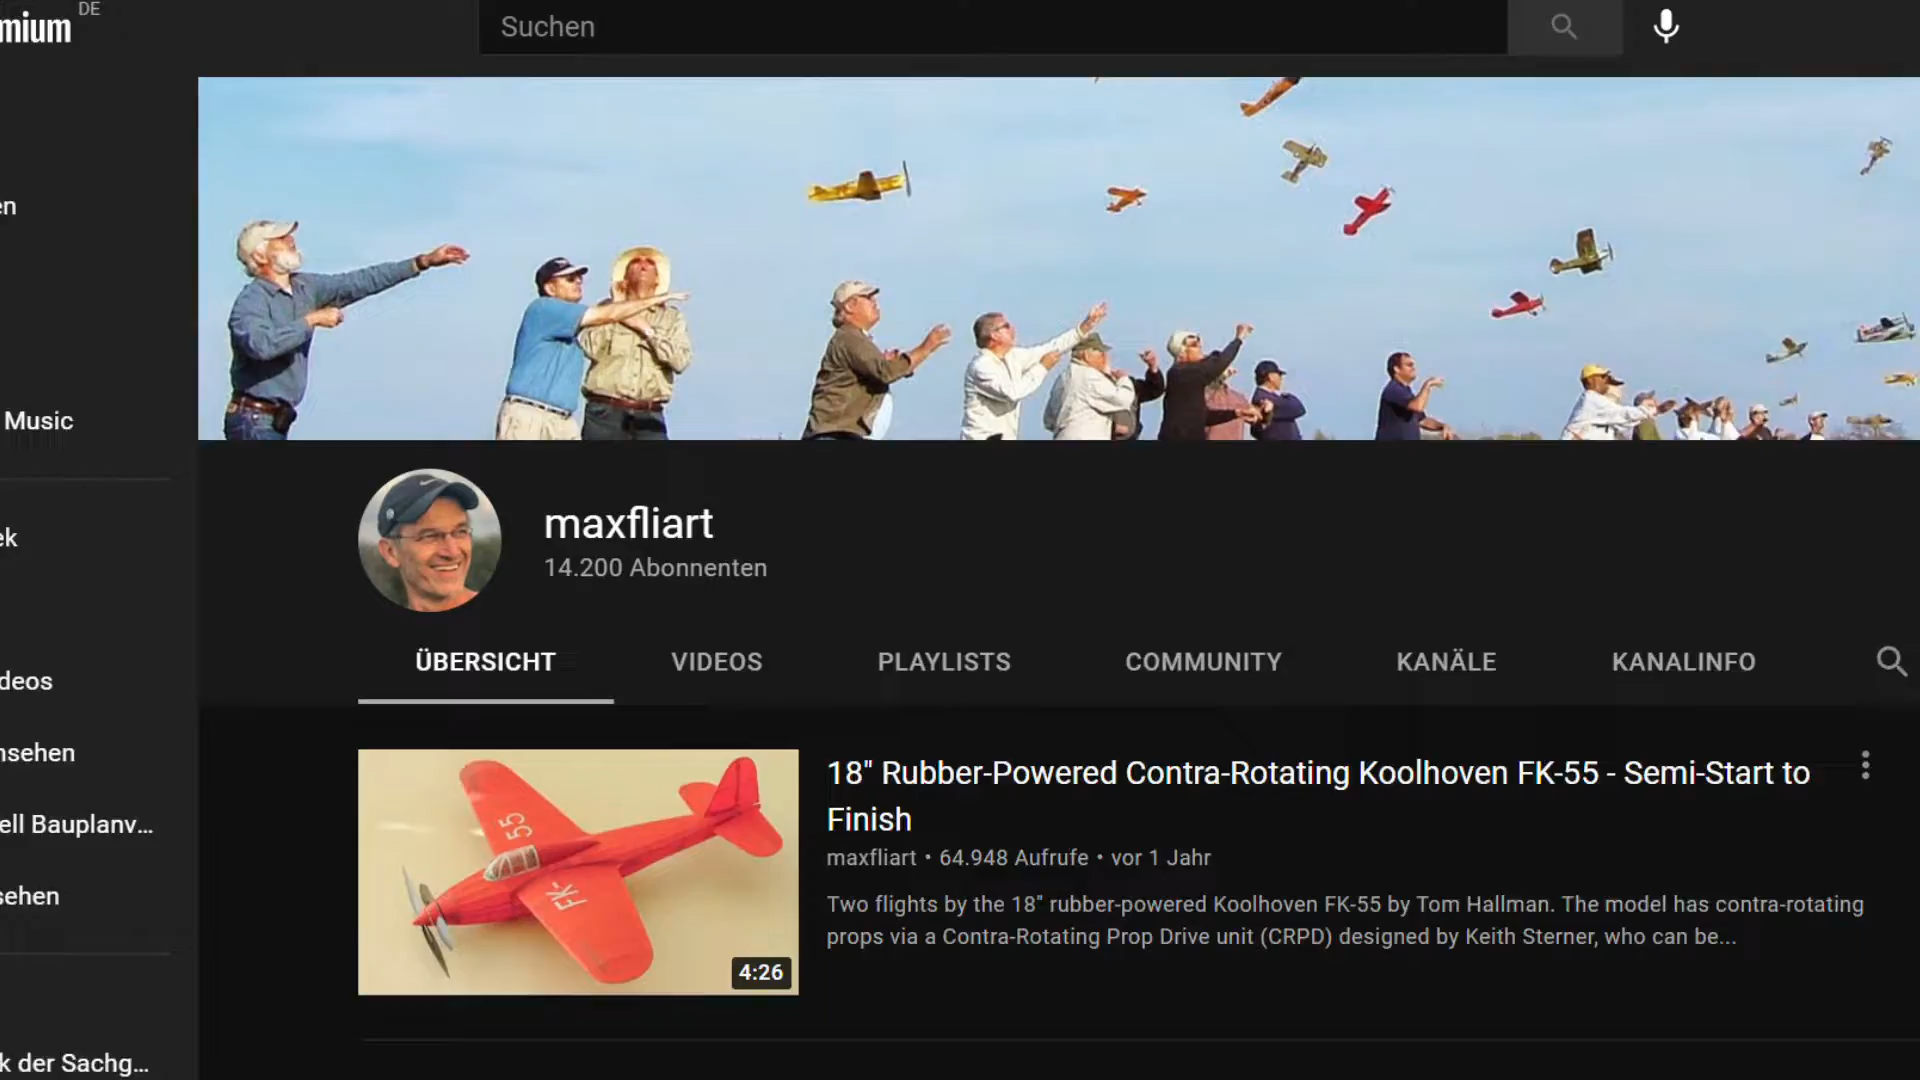 mium DE
Suchen
en
Music
ek
deos
nsehen
ell Bauplanv...
sehen
k der Sachg...
maxfliart
14.200 Abonnenten
ÜBERSICHT VIDEOS PLAYLISTS COMMUNITY KANÄLE KANALINFO
55
FK-
4:26
18" Rubber-Powered Contra-Rotating Koolhoven FK-55 - Semi-Start to
Finish
maxfliart • 64.948 Aufrufe • vor 1 Jahr
Two flights by the 18" rubber-powered Koolhoven FK-55 by Tom Hallman. The model has contra-rotating
props via a Contra-Rotating Prop Drive unit (CRPD) designed by Keith Sterner, who can be...